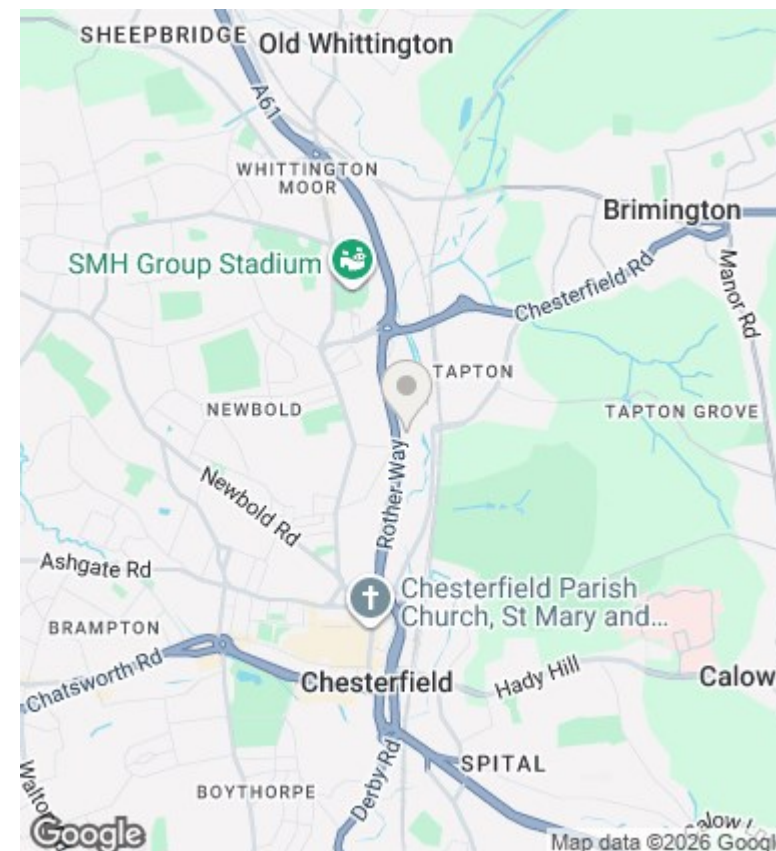 SHEEPBRIDGE
Old Whittington
A61
WHITTINGTON
MOOR
Brimington
SMH Group Stadium
Manor Rd
Chesterfield Rd
TAPTON
NEWBOLD
TAPTON GROVE
Rother Way
Newbold Rd
Ashgate Rd
Chesterfield Parish
Church, St Mary and...
BRAMPTON
Chatsworth Rd
Chesterfield
Hady Hill
Calow
SPITAL
Derby Rd
BOYTHORPE
Google
Map data ©2026 Googl